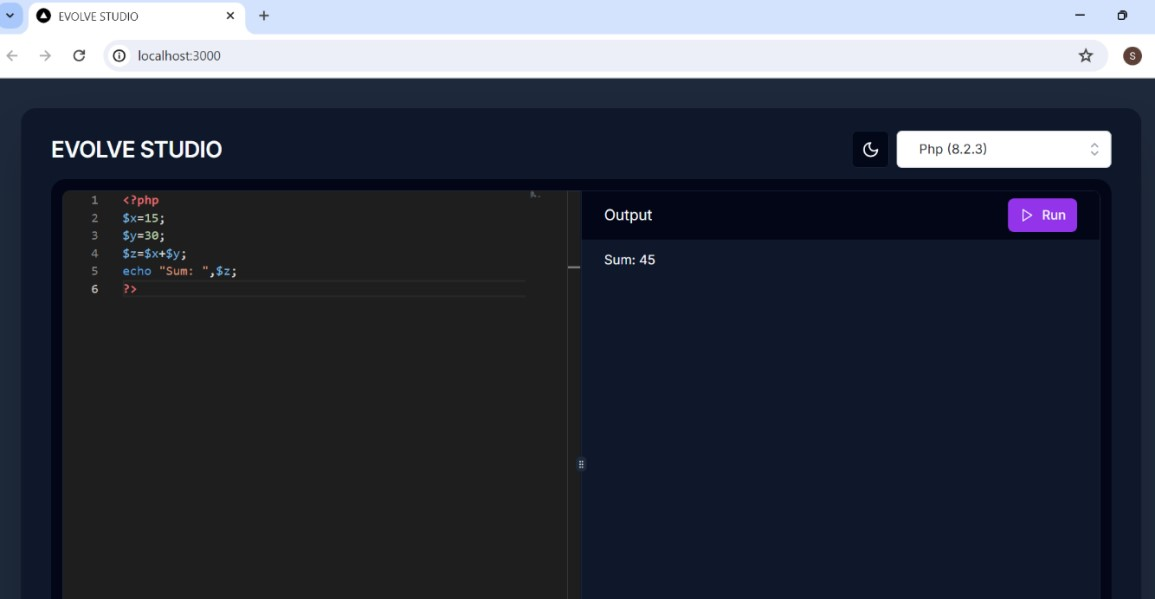 EVOLVE STUDIO
localhost:3000
S
EVOLVE STUDIO
Php (8.2.3)
1 <?php
2 $x=15;
3 $y=30;
4 $z=$x+$y;
5 echo "Sum: ",$z;
6 ?>
Output
Run
Sum: 45